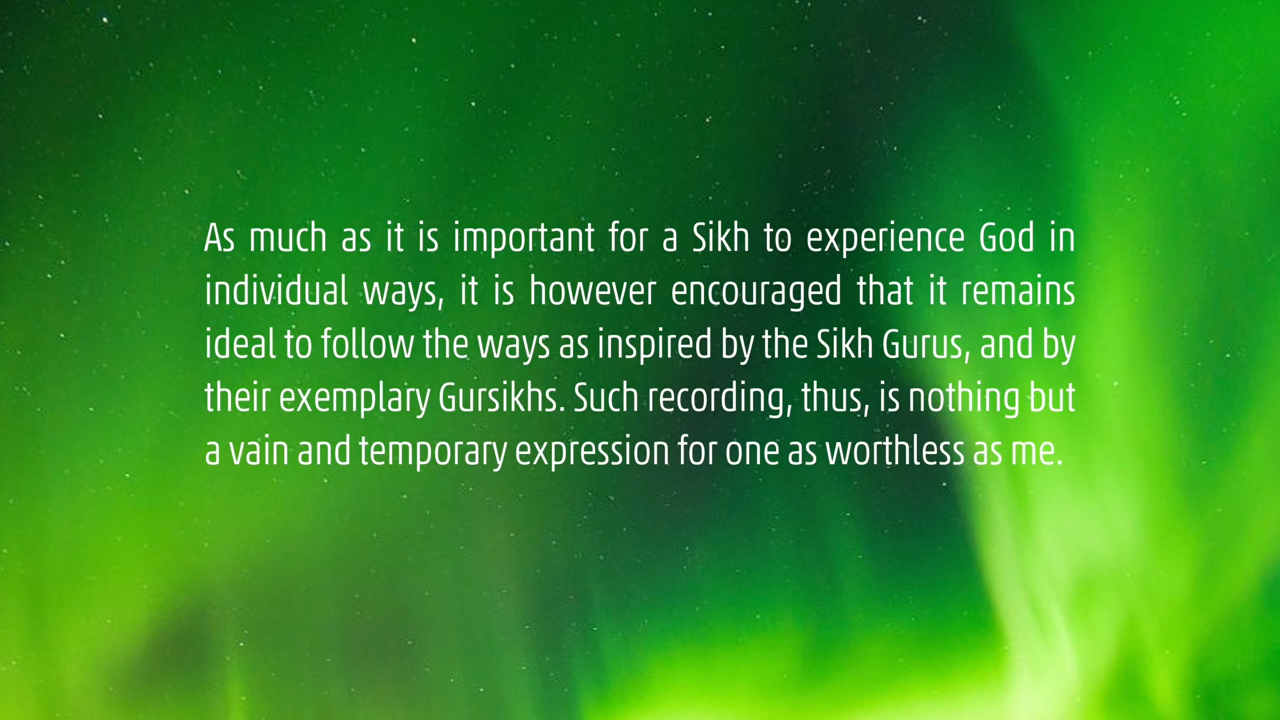 As much as it is important for a Sikh to experience God in
individual ways, it is however encouraged that it remains
ideal to follow the ways as inspired by the Sikh Gurus, and by
their exemplary Gursikhs. Such recording, thus, is nothing but
a vain and temporary expression for one as worthless as me.